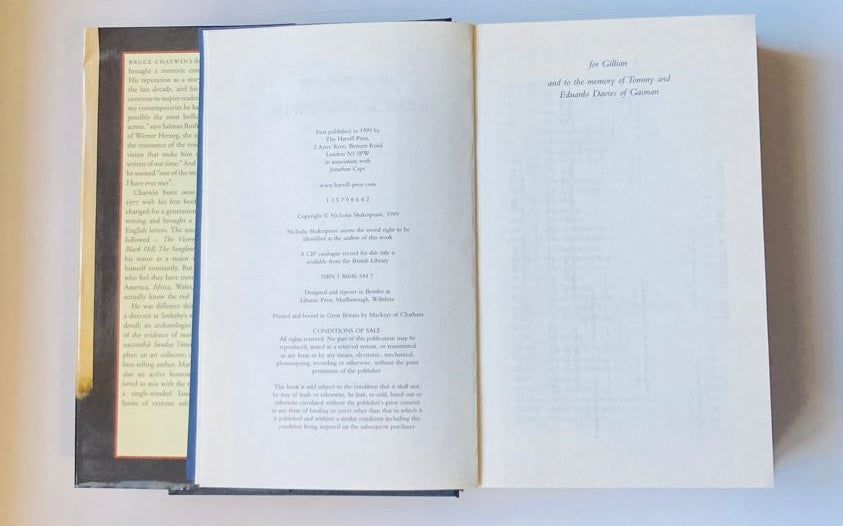 BRUCE CHATWIN's
brought a meteoric
His reputation as a
the last decade, and his
continue to inspire
my contemporaries he
possibly the most
across," says Salman
of Werner Herzog, the
the resonance of the
vision that make him
writers of our time." And
he seemed "one of the
I have ever met".
Chatwin burst onto
1977 with his first book
changed for a generation
writing and brought a
English letters. The
followed – The
Black Hill, The
his status as a major
himself constantly. But
who feel they have
America, Africa, Wales,
actually know the real
He was different
a director at Sotheby's
detail; an archaeologist
of the evidence of
successful Sunday Times
an art collector,
best-selling author.
also an active
loved to mix with the
a single-minded
hours of extreme
First published in 1999 by
The Harvill Press,
2 Aztec Row, Berners Road
London N1 0PW
in association with
Jonathan Cape
www.harvill-press.com
1 3 5 7 9 8 6 4 2
Copyright © Nicholas Shakespeare, 1999
Nicholas Shakespeare asserts the moral right to be
identified as the author of this work
A CIP catalogue record for this title is
available from the British Library
ISBN 1 86046 544 7
Designed and typeset in Bembo at
Libanus Press, Marlborough, Wiltshire
Printed and bound in Great Britain by Mackays of Chatham
CONDITIONS OF SALE
All rights reserved. No part of this publication may be
reproduced, stored in a retrieval system, or transmitted
in any form or by any means, electronic, mechanical,
photocopying, recording or otherwise, without the prior
permission of the publisher
This book is sold subject to the condition that it shall not,
by way of trade or otherwise, be lent, re-sold, hired out or
otherwise circulated without the publisher's prior consent
in any form of binding or cover other than that in which it
is published and without a similar condition including this
condition being imposed on the subsequent purchaser
for Gillian
and to the memory of Tommy and
Eduardo Davies of Gaiman